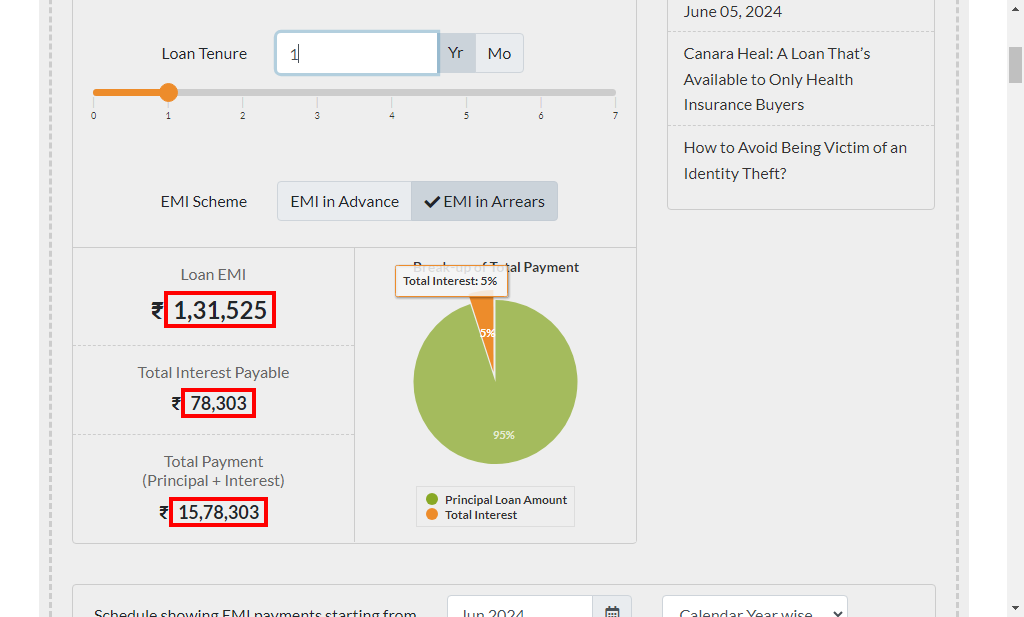 June 05, 2024
Canara Heal: A Loan That's
Available to Only Health
Insurance Buyers
How to Avoid Being Victim of an
Identity Theft?
Loan Tenure 1 Yr Mo
0 1 2 3 4 5 6 7
EMI Scheme EMI in Advance EMI in Arrears
Loan EMI
₹ 1,31,525
Total Interest Payable
₹ 78,303
Total Payment
(Principal + Interest)
₹ 15,78,303
Break-up of Total Payment
Total Interest: 5%
5%
95%
Principal Loan Amount
Total Interest
Schedule showing EMI payments starting from Jun 2024 Calendar Year wise